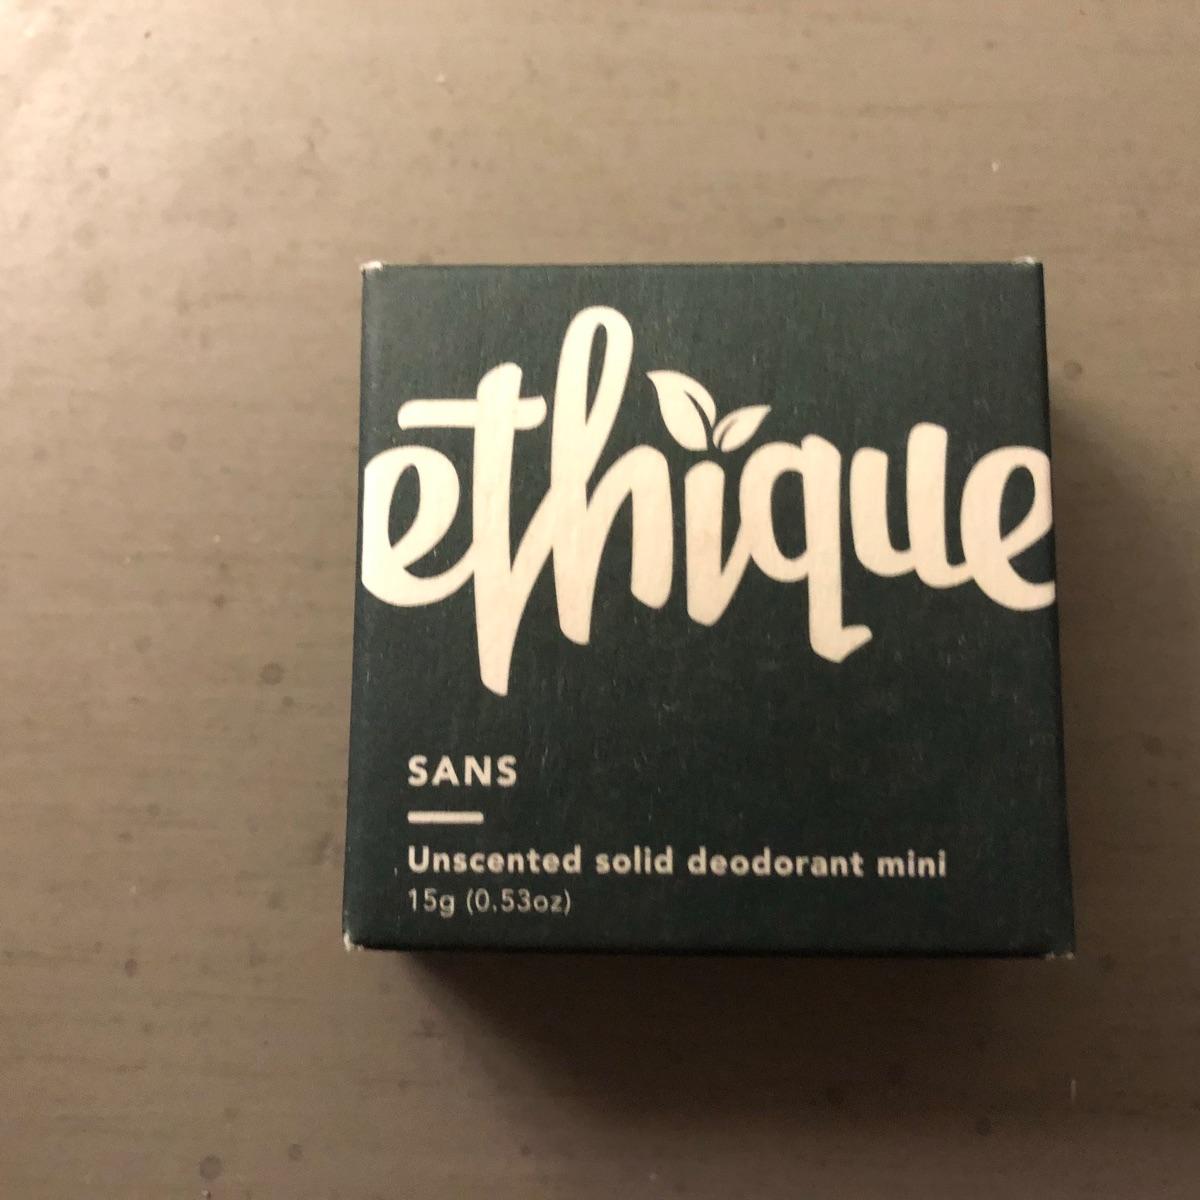 ethique
SANS
Unscented solid deodorant mini
15g (0.53oz)